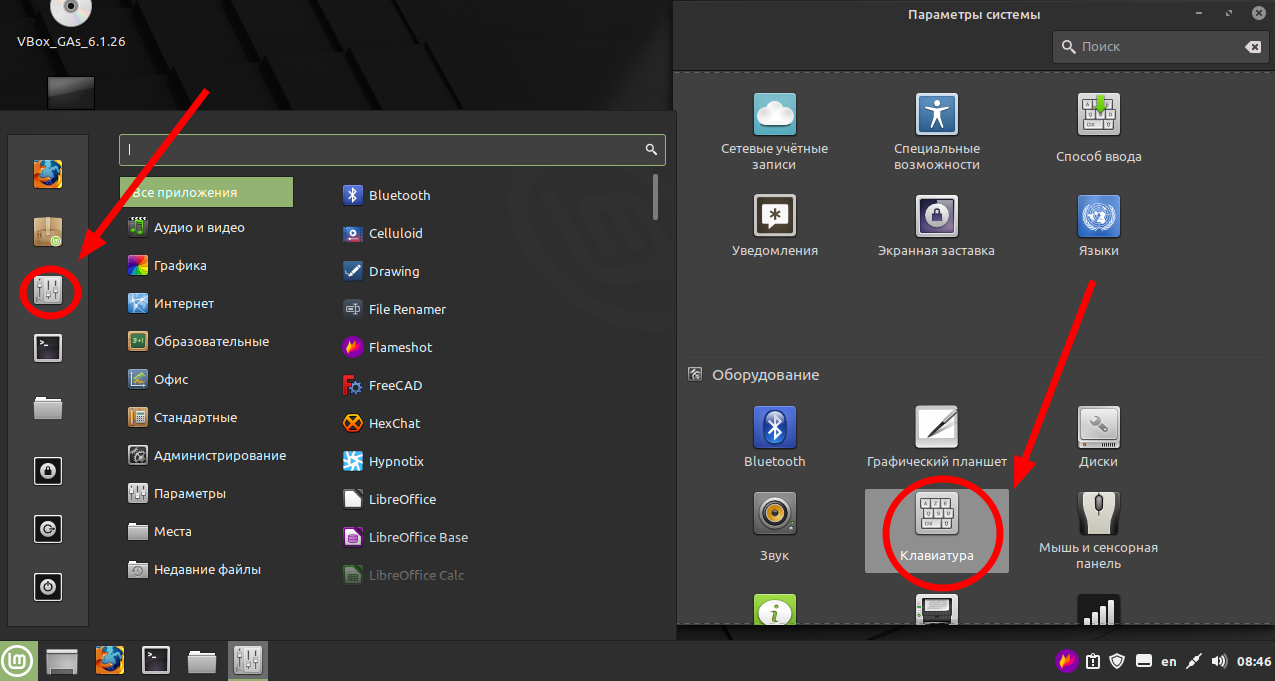 VBox_GAs_6.1.26
Все приложения
Аудио и видео
Графика
Интернет
Образовательные
Офис
Стандартные
Администрирование
Параметры
Места
Недавние файлы
Bluetooth
Celluloid
Drawing
File Renamer
Flameshot
FreeCAD
HexChat
Hypnotix
LibreOffice
LibreOffice Base
LibreOffice Calc
Параметры системы
Поиск
Сетевые учётные
записи
Специальные
возможности
Способ ввода
Уведомления
Экранная заставка
Языки
Оборудование
Bluetooth
Графический планшет
Диски
Звук
Клавиатура
Мышь и сенсорная
панель
en
08:46